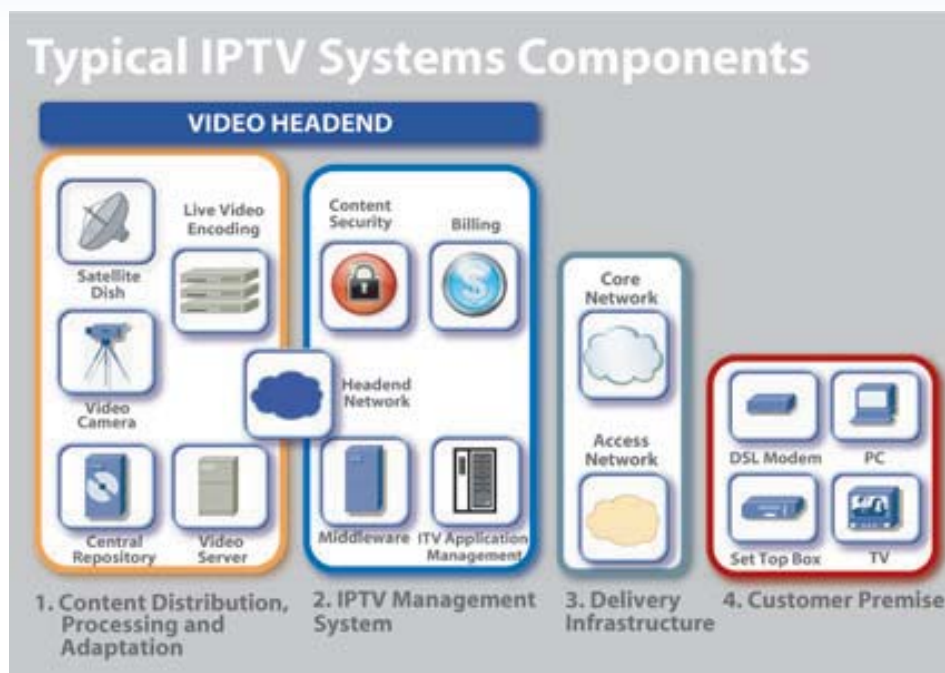 Typical IPTV Systems Components
VIDEO HEADEND
Satellite
Dish
Live Video
Encoding
Video
Camera
Central
Repository
Video
Server
Content
Security
Billing
Headend
Network
Middleware
ITV Application
Management
Core
Network
Access
Network
DSL Modem
PC
Set Top Box
TV
1. Content Distribution,
Processing and
Adaptation
2. IPTV Management
System
3. Delivery
Infrastructure
4. Customer Premise